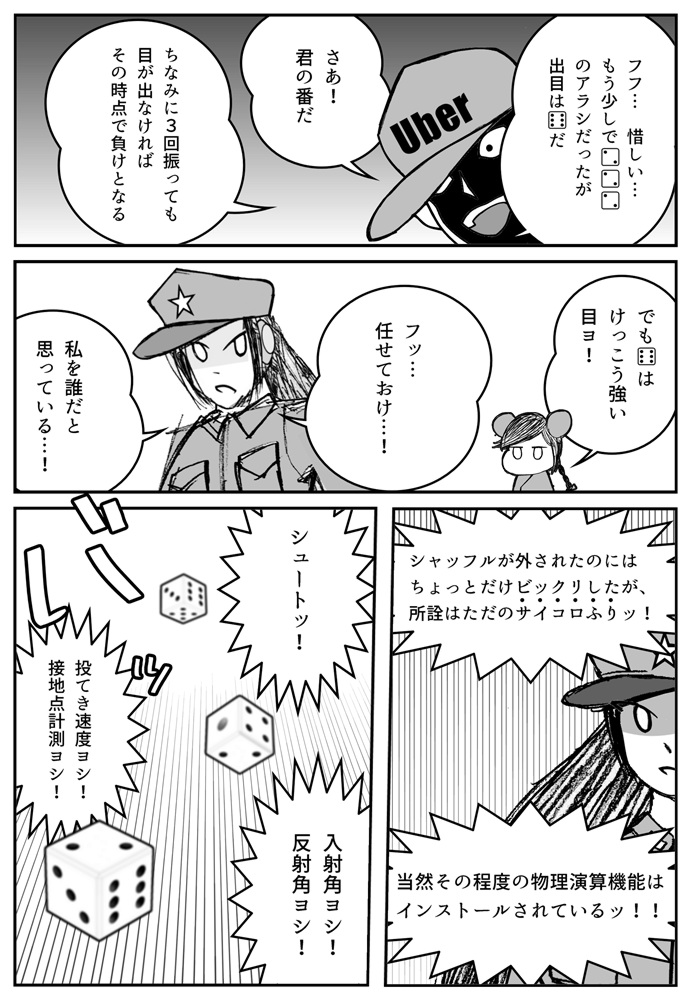 フフ…　惜しい…
もう少しで⚁⚁⚁
のアラシだったが
出目は⚅だ
Uber
さあ！
君の番だ
ちなみに３回振っても
目が出なければ
その時点で負けとなる
でも⚅は
けっこう強い
目ヨ！
フッ…
任せておけ…！
私を誰だと
思っている…！
シャッフルが外されたのには
ちょっとだけビックリしたが、
所詮はただのサイコロふりッ！
当然その程度の物理演算機能は
インストールされているッ！！
シュートッ！
投てき速度ヨシ！
接地点計測ヨシ！
入射角ヨシ！
反射角ヨシ！